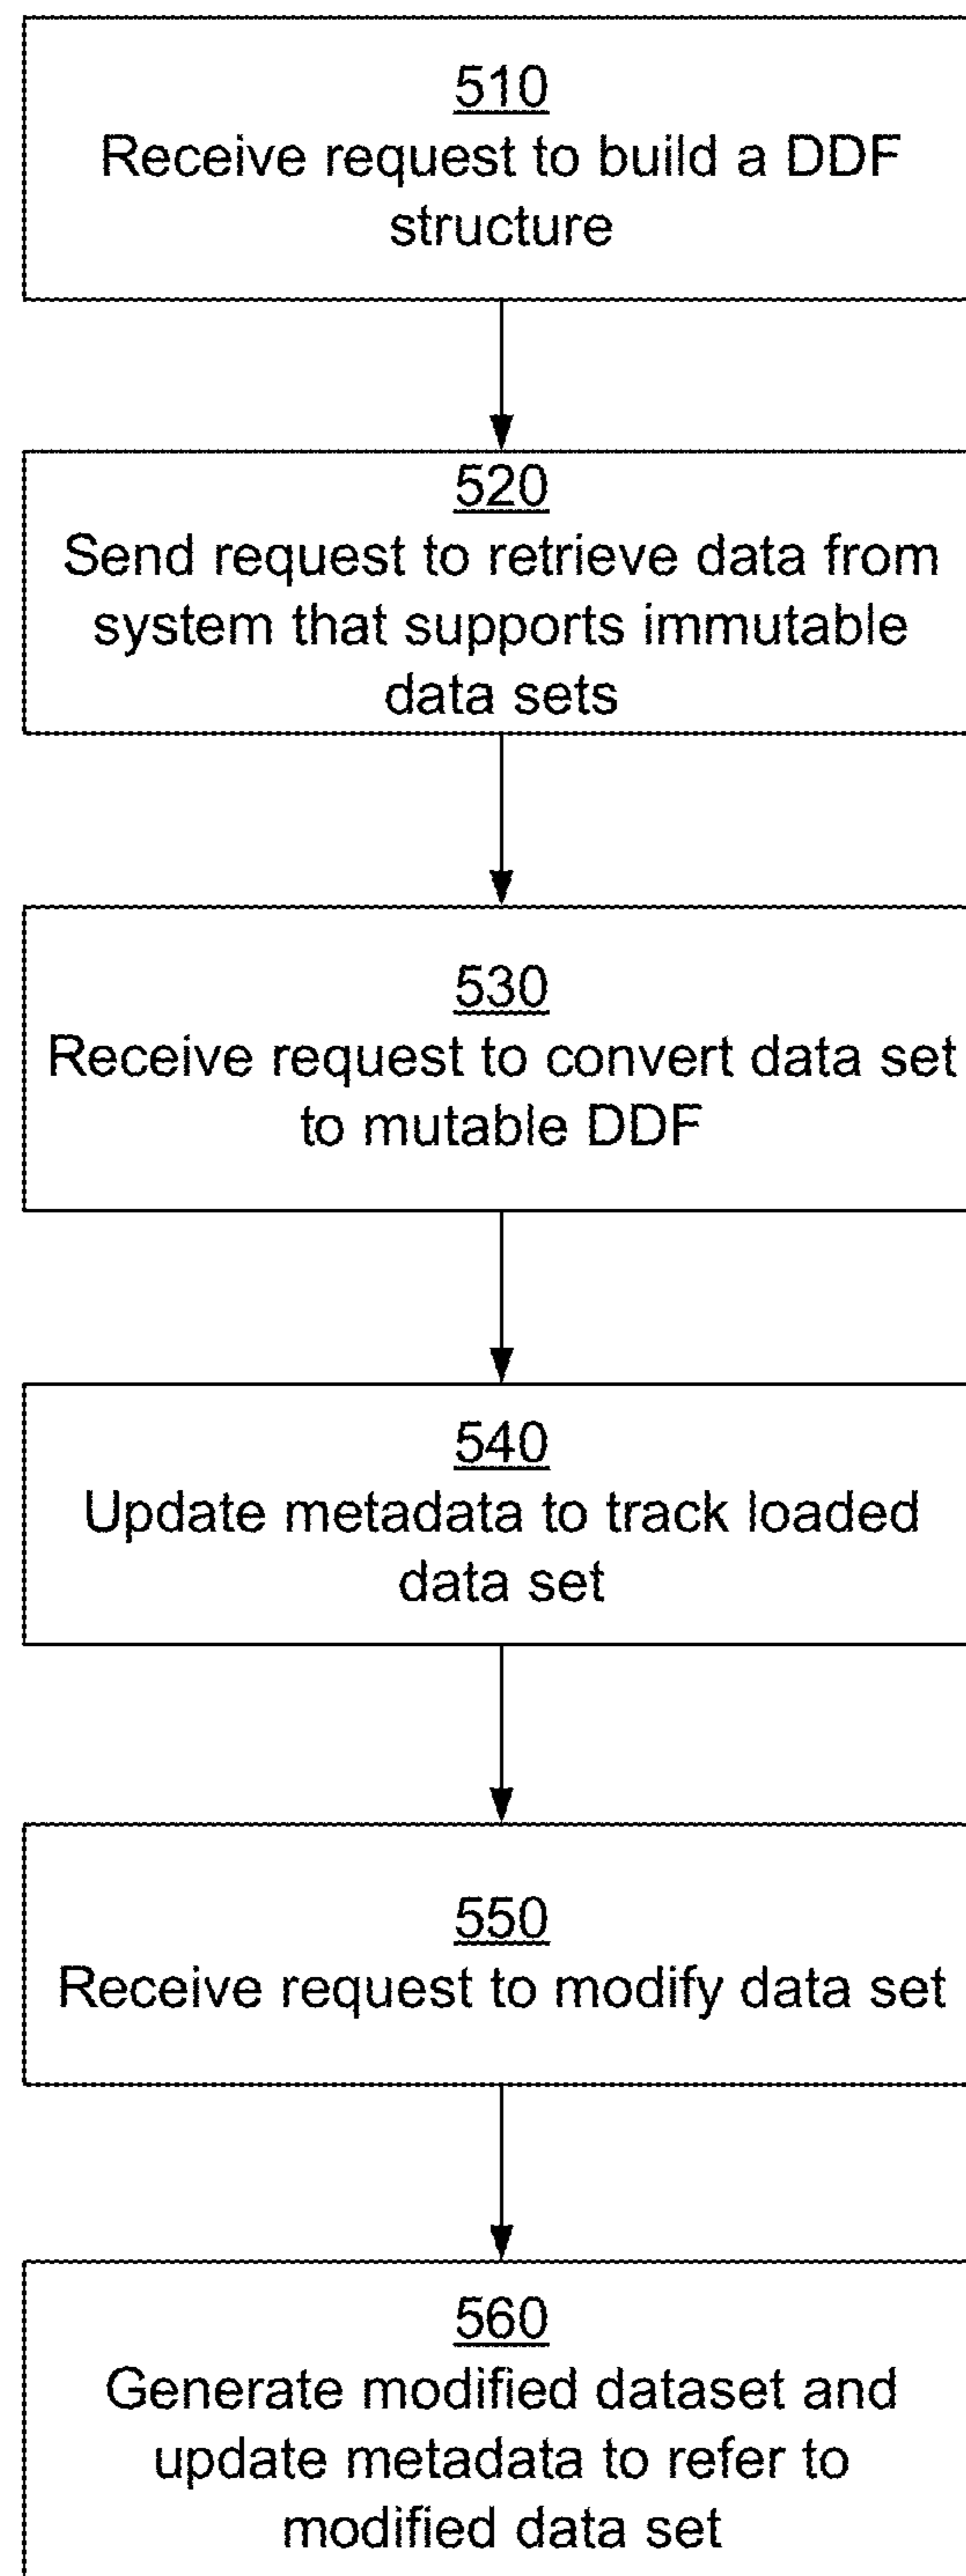 510
Receive request to build a DDF
structure
520
Send request to retrieve data from
system that supports immutable
data sets
530
Receive request to convert data set
to mutable DDF
540
Update metadata to track loaded
data set
550
Receive request to modify data set
560
Generate modified dataset and
update metadata to refer to
modified data set